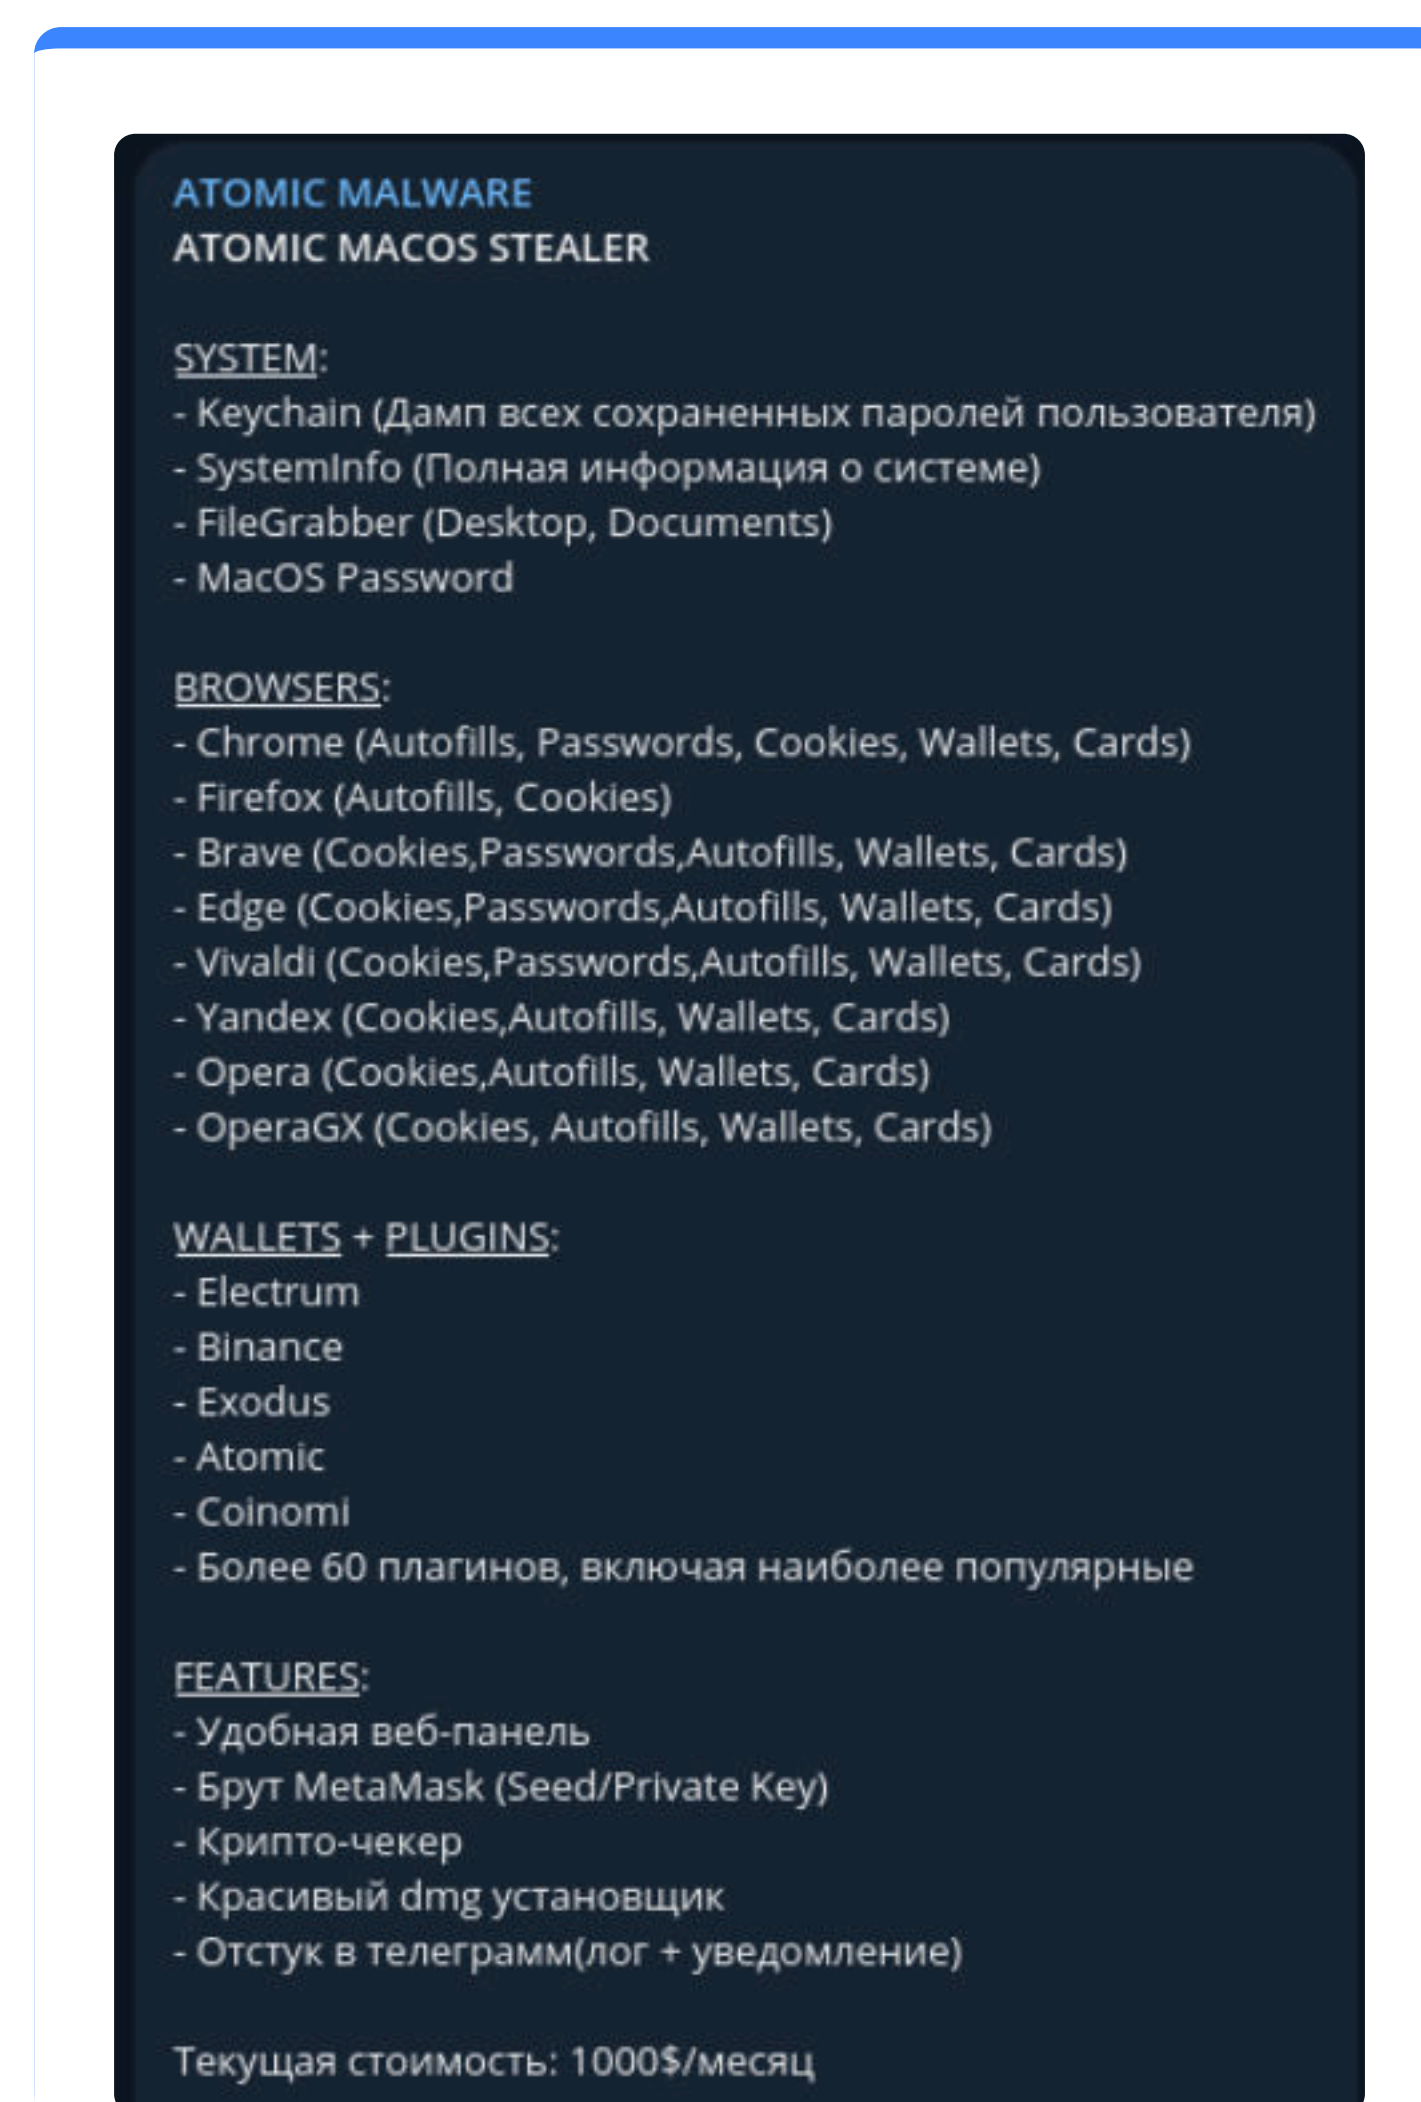 ATOMIC MALWARE
ATOMIC MACOS STEALER
SYSTEM:
- Keychain (Дамп всех сохраненных паролей пользователя)
- SystemInfo (Полная информация о системе)
- FileGrabber (Desktop, Documents)
- MacOS Password
BROWSERS:
- Chrome (Autofills, Passwords, Cookies, Wallets, Cards)
- Firefox (Autofills, Cookies)
- Brave (Cookies,Passwords,Autofills, Wallets, Cards)
- Edge (Cookies,Passwords,Autofills, Wallets, Cards)
- Vivaldi (Cookies,Passwords,Autofills, Wallets, Cards)
- Yandex (Cookies,Autofills, Wallets, Cards)
- Opera (Cookies,Autofills, Wallets, Cards)
- OperaGX (Cookies, Autofills, Wallets, Cards)
WALLETS + PLUGINS:
- Electrum
- Binance
- Exodus
- Atomic
- Coinomi
- Более 60 плагинов, включая наиболее популярные
FEATURES:
- Удобная веб-панель
- Брут MetaMask (Seed/Private Key)
- Крипто-чекер
- Красивый dmg установщик
- Отстук в телеграмм(лог + уведомление)
Текущая стоимость: 1000$/месяц